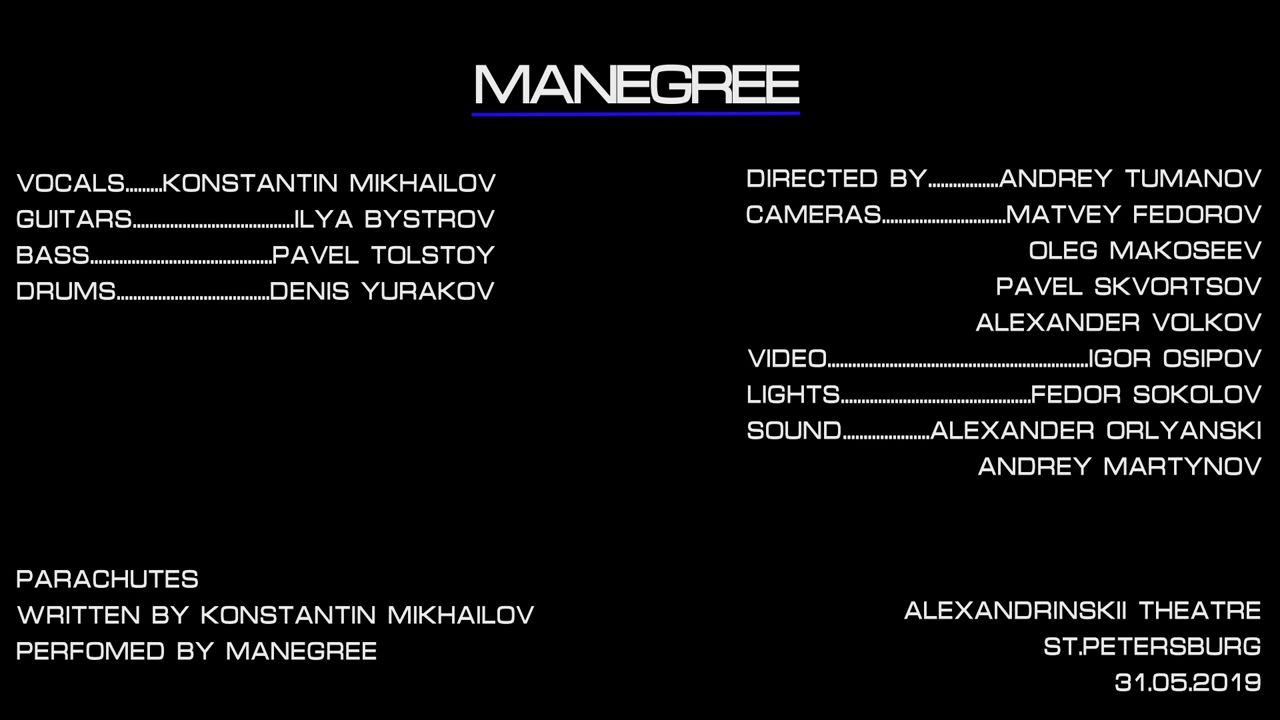 MANEGREE
VOCALS.........KONSTANTIN MIKHAILOV
GUITARS.......................................ILYA BYSTROV
BASS............................................PAVEL TOLSTOY
DRUMS.....................................DENIS YURAKOV
DIRECTED BY.................ANDREY TUMANOV
CAMERAS..............................MATVEY FEDOROV
OLEG MAKOSEEV
PAVEL SKVORTSOV
ALEXANDER VOLKOV
VIDEO...............................................................IGOR OSIPOV
LIGHTS..............................................FEDOR SOKOLOV
SOUND.....................ALEXANDER ORLYANSKI
ANDREY MARTYNOV
PARACHUTES
WRITTEN BY KONSTANTIN MIKHAILOV
PERFOMED BY MANEGREE
ALEXANDRINSKII THEATRE
ST.PETERSBURG
31.05.2019